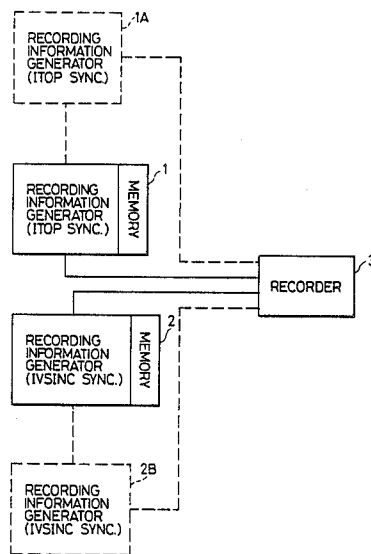 1A
RECORDING
INFORMATION
GENERATOR
(ITOP SYNC.)
1
RECORDING
INFORMATION
GENERATOR
(ITOP SYNC.)
MEMORY
3
RECORDER
2
RECORDING
INFORMATION
GENERATOR
(IVSINC SYNC.)
MEMORY
2B
RECORDING
INFORMATION
GENERATOR
(IVSINC SYNC.)